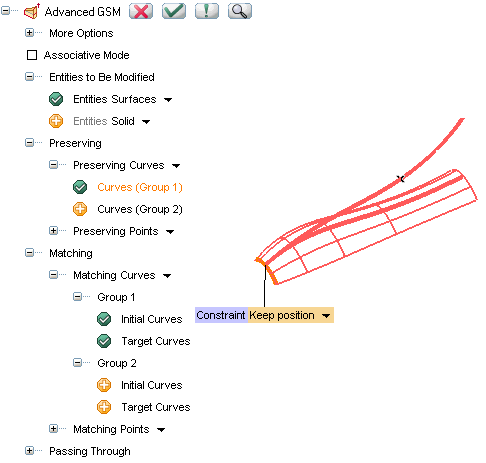 Advanced GSM
More Options
Associative Mode
Entities to Be Modified
Entities Surfaces
Entities Solid
Preserving
Preserving Curves
Curves (Group 1)
Curves (Group 2)
Preserving Points
Matching
Matching Curves
Group 1
Constraint Keep position
Initial Curves
Target Curves
Group 2
Initial Curves
Target Curves
Matching Points
Passing Through